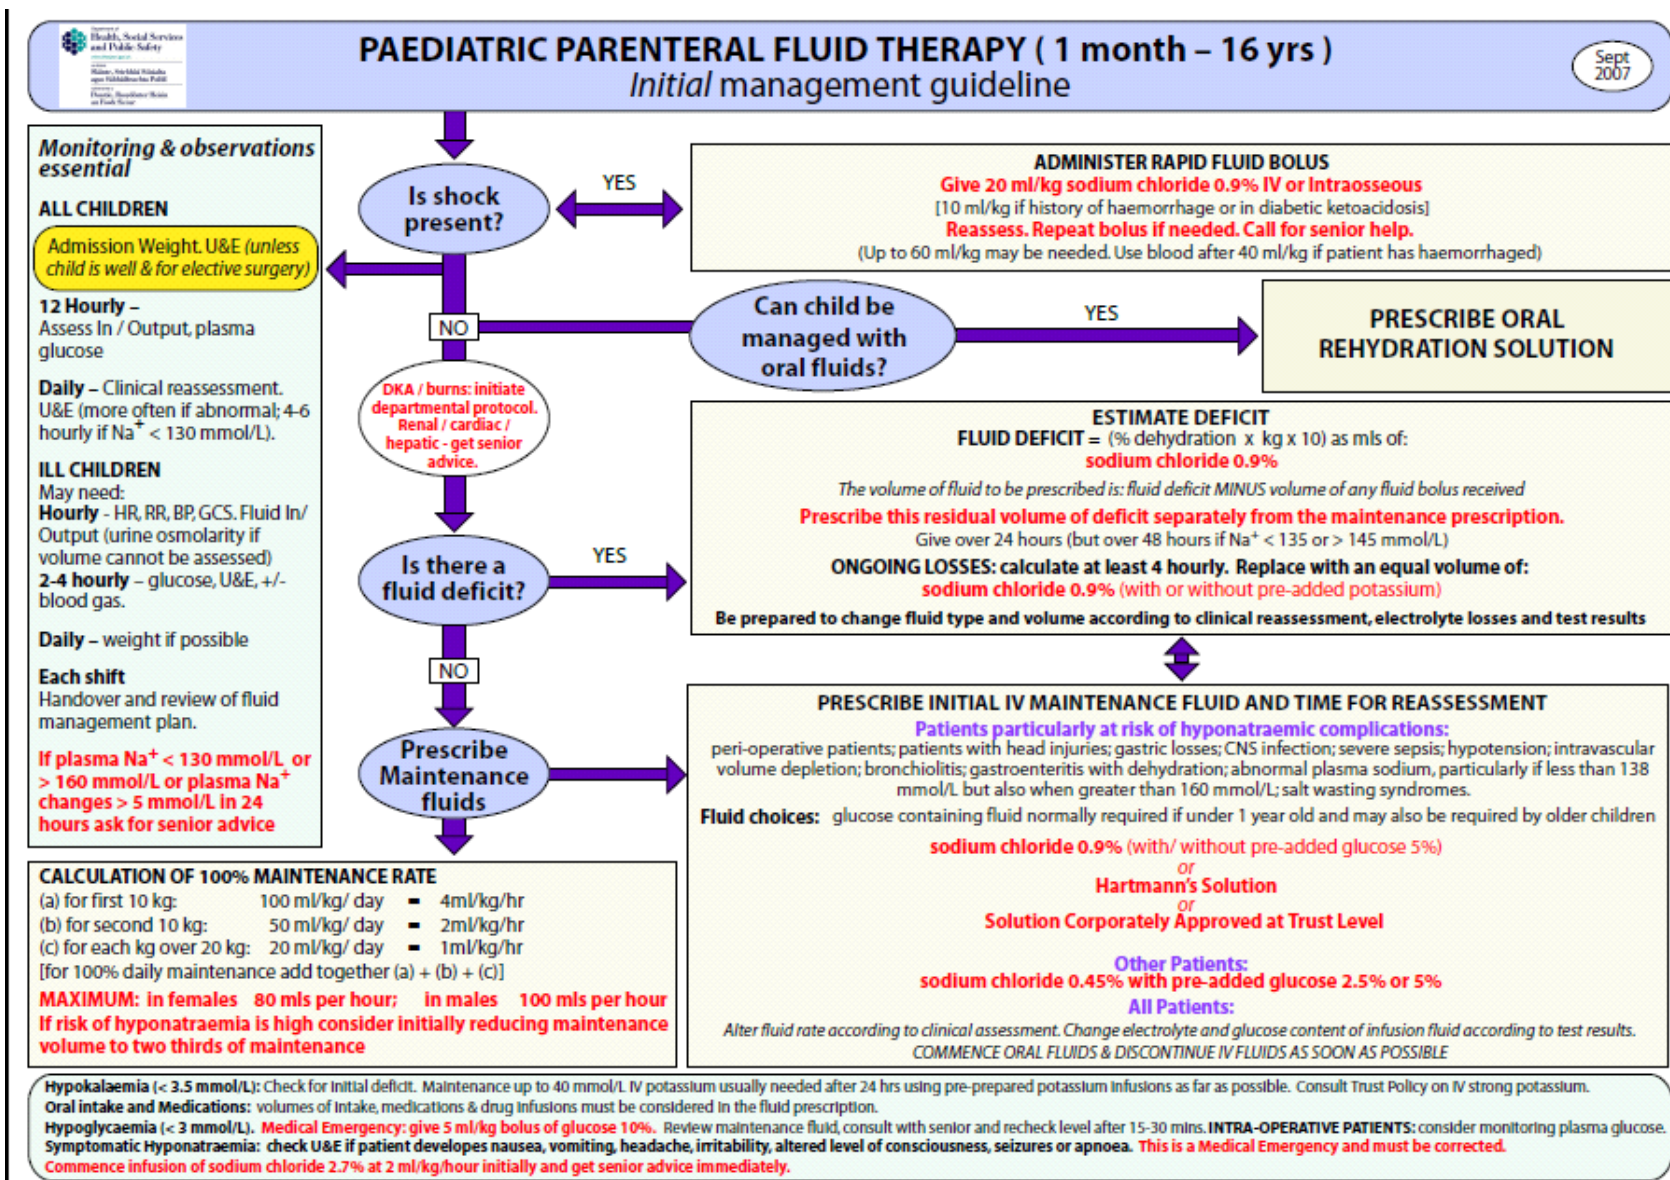 Health, Social Services
and Public Safety
PAEDIATRIC PARENTERAL FLUID THERAPY ( 1 month – 16 yrs )
Initial management guideline
Sept
2007
Monitoring & observations
essential
ALL CHILDREN
Admission Weight. U&E (unless
child is well & for elective surgery)
12 Hourly –
Assess In / Output, plasma
glucose
Daily – Clinical reassessment.
U&E (more often if abnormal; 4-6
hourly if Na+ < 130 mmol/L).
ILL CHILDREN
May need:
Hourly - HR, RR, BP, GCS. Fluid In/
Output (urine osmolarity if
volume cannot be assessed)
2-4 hourly – glucose, U&E, +/-
blood gas.
Daily – weight if possible
Each shift
Handover and review of fluid
management plan.
If plasma Na+ < 130 mmol/L or
> 160 mmol/L or plasma Na+
changes > 5 mmol/L in 24
hours ask for senior advice
Is shock
present?
YES
ADMINISTER RAPID FLUID BOLUS
Give 20 ml/kg sodium chloride 0.9% IV or Intraosseous
[10 ml/kg if history of haemorrhage or in diabetic ketoacidosis]
Reassess. Repeat bolus if needed. Call for senior help.
(Up to 60 ml/kg may be needed. Use blood after 40 ml/kg if patient has haemorrhaged)
NO
Can child be
managed with
oral fluids?
YES
PRESCRIBE ORAL
REHYDRATION SOLUTION
DKA / burns: initiate
departmental protocol.
Renal / cardiac /
hepatic - get senior
advice.
Is there a
fluid deficit?
YES
ESTIMATE DEFICIT
FLUID DEFICIT = (% dehydration x kg x 10) as mls of:
sodium chloride 0.9%
The volume of fluid to be prescribed is: fluid deficit MINUS volume of any fluid bolus received
Prescribe this residual volume of deficit separately from the maintenance prescription.
Give over 24 hours (but over 48 hours if Na+ < 135 or > 145 mmol/L)
ONGOING LOSSES: calculate at least 4 hourly. Replace with an equal volume of:
sodium chloride 0.9% (with or without pre-added potassium)
Be prepared to change fluid type and volume according to clinical reassessment, electrolyte losses and test results
NO
Prescribe
Maintenance
fluids
PRESCRIBE INITIAL IV MAINTENANCE FLUID AND TIME FOR REASSESSMENT
Patients particularly at risk of hyponatraemic complications:
peri-operative patients; patients with head injuries; gastric losses; CNS infection; severe sepsis; hypotension; intravascular
volume depletion; bronchiolitis; gastroenteritis with dehydration; abnormal plasma sodium, particularly if less than 138
mmol/L but also when greater than 160 mmol/L; salt wasting syndromes.
Fluid choices: glucose containing fluid normally required if under 1 year old and may also be required by older children
sodium chloride 0.9% (with/ without pre-added glucose 5%)
or
Hartmann's Solution
or
Solution Corporately Approved at Trust Level
Other Patients:
sodium chloride 0.45% with pre-added glucose 2.5% or 5%
All Patients:
Alter fluid rate according to clinical assessment. Change electrolyte and glucose content of infusion fluid according to test results.
COMMENCE ORAL FLUIDS & DISCONTINUE IV FLUIDS AS SOON AS POSSIBLE
CALCULATION OF 100% MAINTENANCE RATE
(a) for first 10 kg: 100 ml/kg/ day = 4ml/kg/hr
(b) for second 10 kg: 50 ml/kg/ day = 2ml/kg/hr
(c) for each kg over 20 kg: 20 ml/kg/ day = 1ml/kg/hr
[for 100% daily maintenance add together (a) + (b) + (c)]
MAXIMUM: in females 80 mls per hour; in males 100 mls per hour
If risk of hyponatraemia is high consider initially reducing maintenance
volume to two thirds of maintenance
Hypokalaemia (< 3.5 mmol/L): Check for initial deficit. Maintenance up to 40 mmol/L IV potassium usually needed after 24 hrs using pre-prepared potassium infusions as far as possible. Consult Trust Policy on IV strong potassium.
Oral intake and Medications: volumes of intake, medications & drug infusions must be considered in the fluid prescription.
Hypoglycaemia (< 3 mmol/L). Medical Emergency: give 5 ml/kg bolus of glucose 10%. Review maintenance fluid, consult with senior and recheck level after 15-30 mins. INTRA-OPERATIVE PATIENTS: consider monitoring plasma glucose.
Symptomatic Hyponatraemia: check U&E if patient developes nausea, vomiting, headache, irritability, altered level of consciousness, seizures or apnoea. This is a Medical Emergency and must be corrected.
Commence infusion of sodium chloride 2.7% at 2 ml/kg/hour initially and get senior advice immediately.